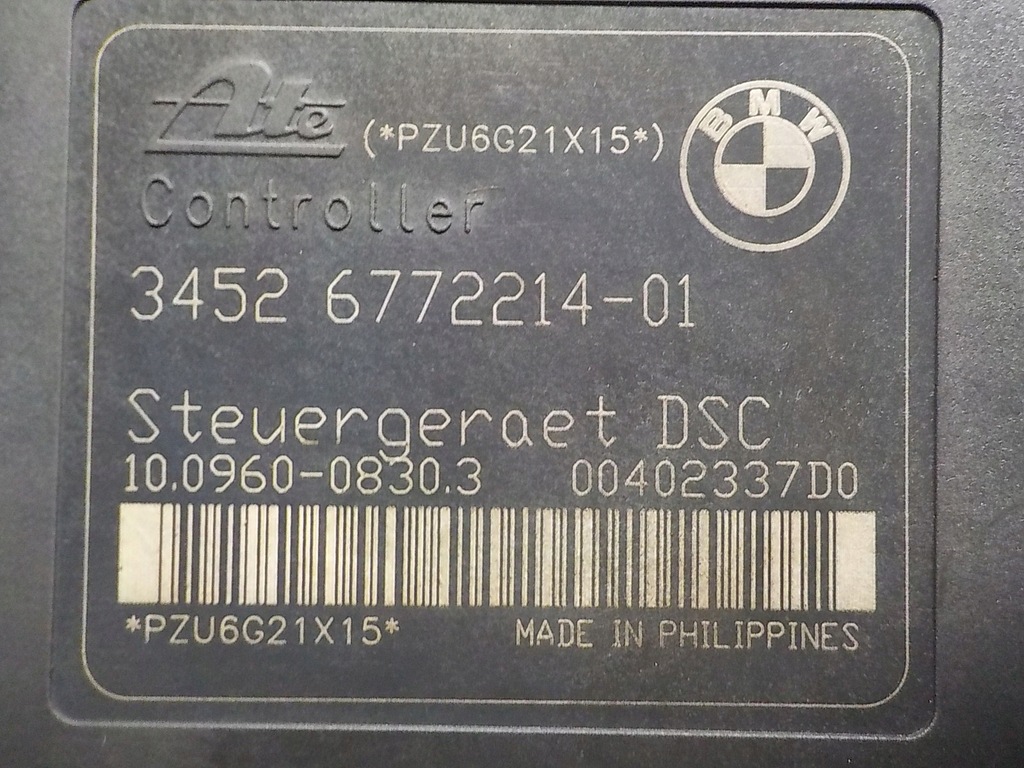 Ate (*PZU6G21X15*) BMW
Controller
3452 6772214-01
Steuergeraet DSC
10.0960-0830.3 00402337D0
*PZU6G21X15* MADE IN PHILIPPINES